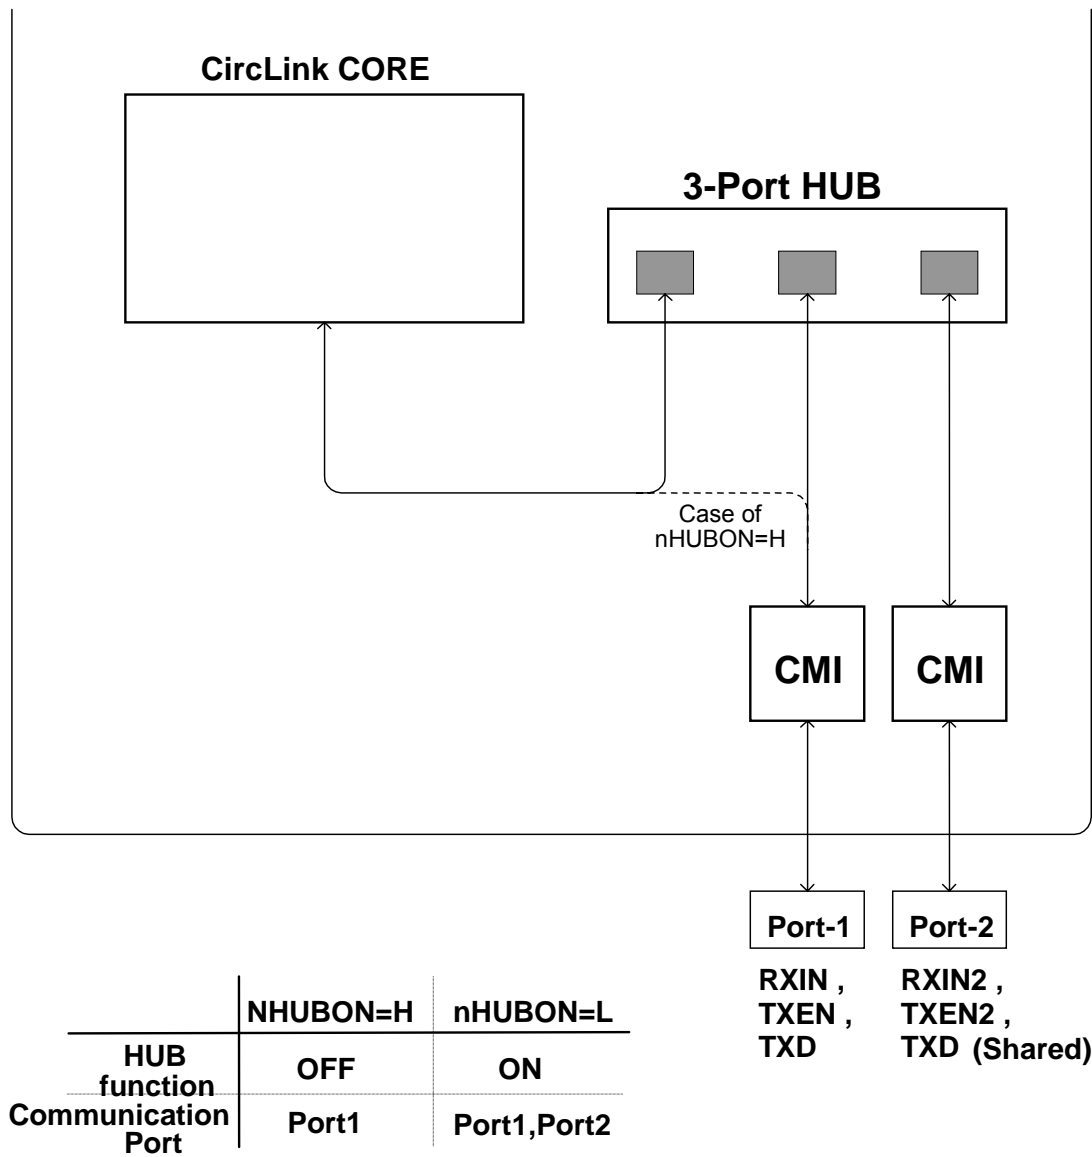 CircLink CORE
3-Port HUB
Case of
nHUBON=H
CMI
CMI
Port-1
Port-2
RXIN ,
TXEN ,
TXD
RXIN2 ,
TXEN2 ,
TXD (Shared)
NHUBON=H nHUBON=L
HUB
function
OFF ON
Communication
Port
Port1 Port1,Port2